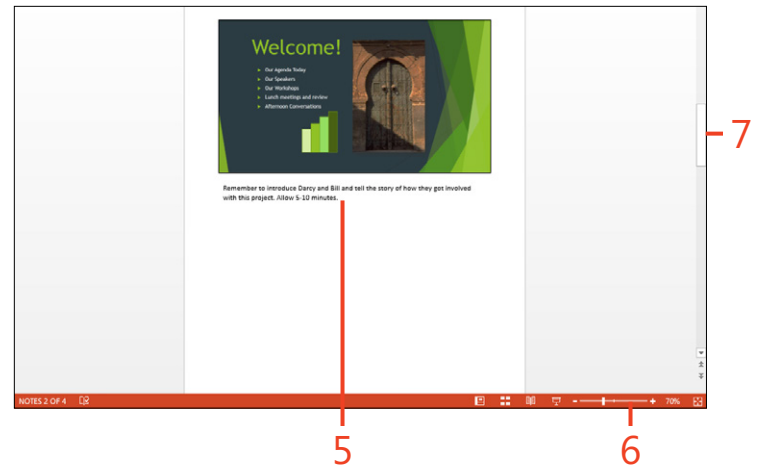 Welcome!
Our Agenda Today
Our Speakers
Our Workshops
Lunch meetings and review
Afternoon Conversations
7
Remember to introduce Darcy and Bill and tell the story of how they got involved
with this project. Allow 5-10 minutes.
NOTES 2 OF 4
70%
5
6